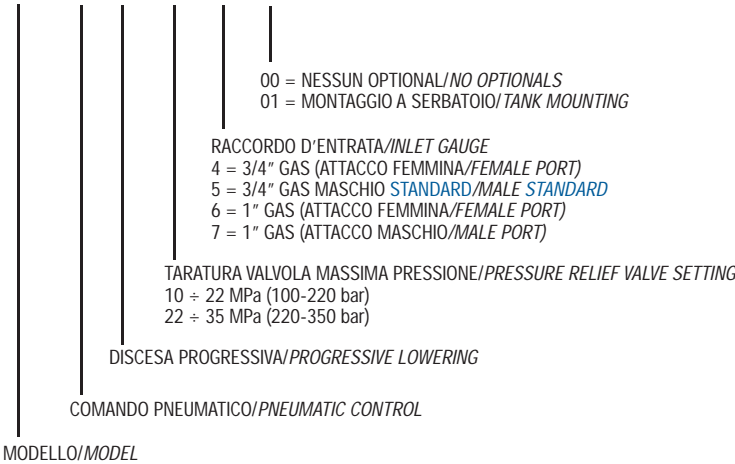 00 = NESSUN OPTIONAL/NO OPTIONALS
01 = MONTAGGIO A SERBATOIO/TANK MOUNTING
RACCORDO D'ENTRATA/INLET GAUGE
4 = 3/4" GAS (ATTACCO FEMMINA/FEMALE PORT)
5 = 3/4" GAS MASCHIO STANDARD/MALE STANDARD
6 = 1" GAS (ATTACCO FEMMINA/FEMALE PORT)
7 = 1" GAS (ATTACCO MASCHIO/MALE PORT)
TARATURA VALVOLA MASSIMA PRESSIONE/PRESSURE RELIEF VALVE SETTING
10 ÷ 22 MPa (100-220 bar)
22 ÷ 35 MPa (220-350 bar)
DISCESA PROGRESSIVA/PROGRESSIVE LOWERING
COMANDO PNEUMATICO/PNEUMATIC CONTROL
MODELLO/MODEL